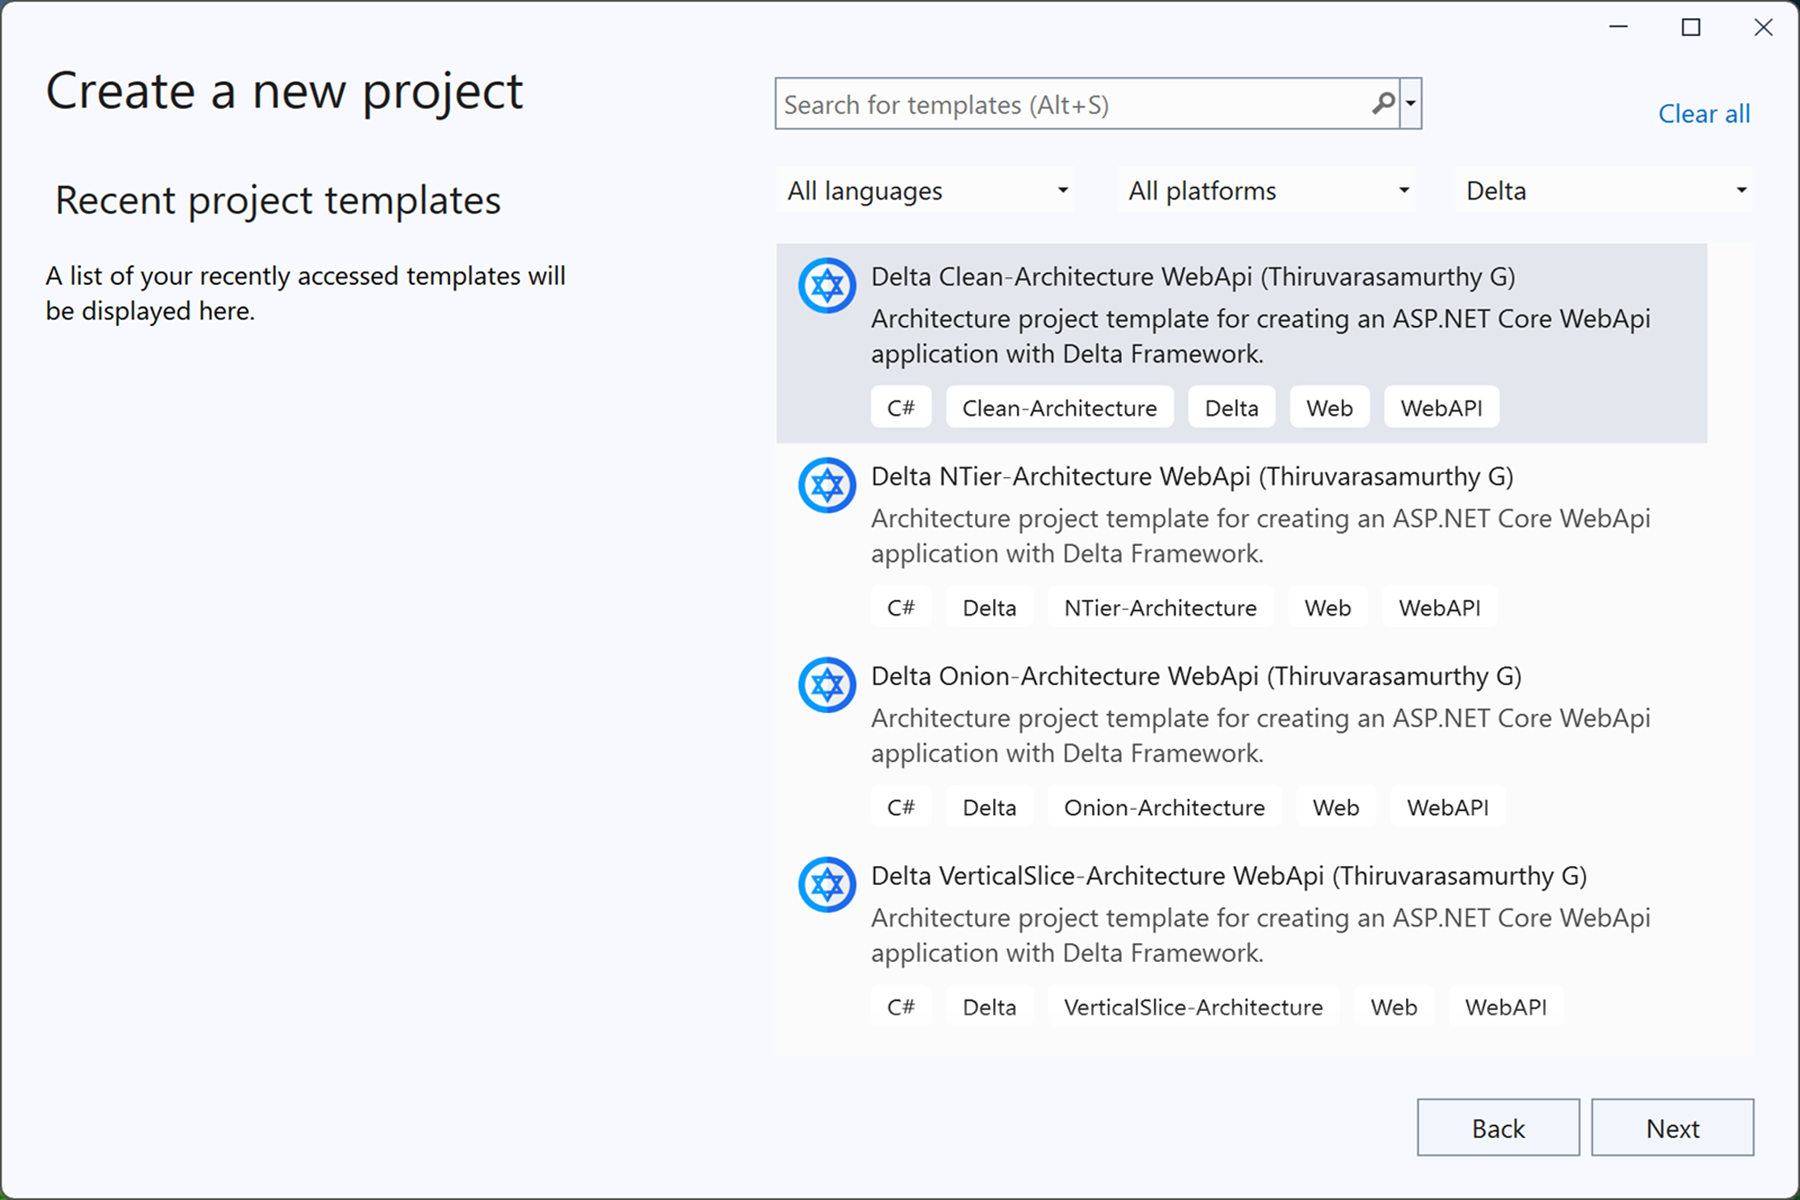 Create a new project
Search for templates (Alt+S)
Clear all
All languages
All platforms
Delta
Recent project templates
A list of your recently accessed templates will
be displayed here.
Delta Clean-Architecture WebApi (Thiruvarasamurthy G)
Architecture project template for creating an ASP.NET Core WebApi
application with Delta Framework.
C# Clean-Architecture Delta Web WebAPI
Delta NTier-Architecture WebApi (Thiruvarasamurthy G)
Architecture project template for creating an ASP.NET Core WebApi
application with Delta Framework.
C# Delta NTier-Architecture Web WebAPI
Delta Onion-Architecture WebApi (Thiruvarasamurthy G)
Architecture project template for creating an ASP.NET Core WebApi
application with Delta Framework.
C# Delta Onion-Architecture Web WebAPI
Delta VerticalSlice-Architecture WebApi (Thiruvarasamurthy G)
Architecture project template for creating an ASP.NET Core WebApi
application with Delta Framework.
C# Delta VerticalSlice-Architecture Web WebAPI
Back
Next